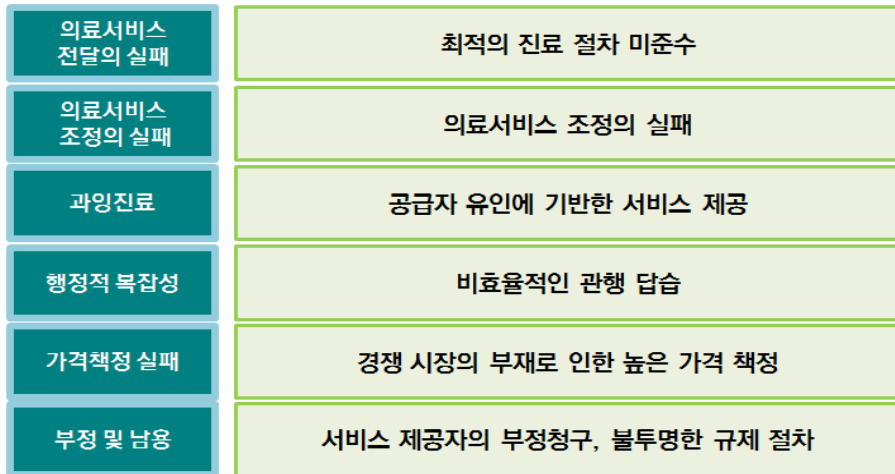 의료서비스
전달의 실패
최적의 진료 절차 미준수
의료서비스
조정의 실패
의료서비스 조정의 실패
과잉진료
공급자 유인에 기반한 서비스 제공
행정적 복잡성
비효율적인 관행 답습
가격책정 실패
경쟁 시장의 부재로 인한 높은 가격 책정
부정 및 남용
서비스 제공자의 부정청구, 불투명한 규제 절차